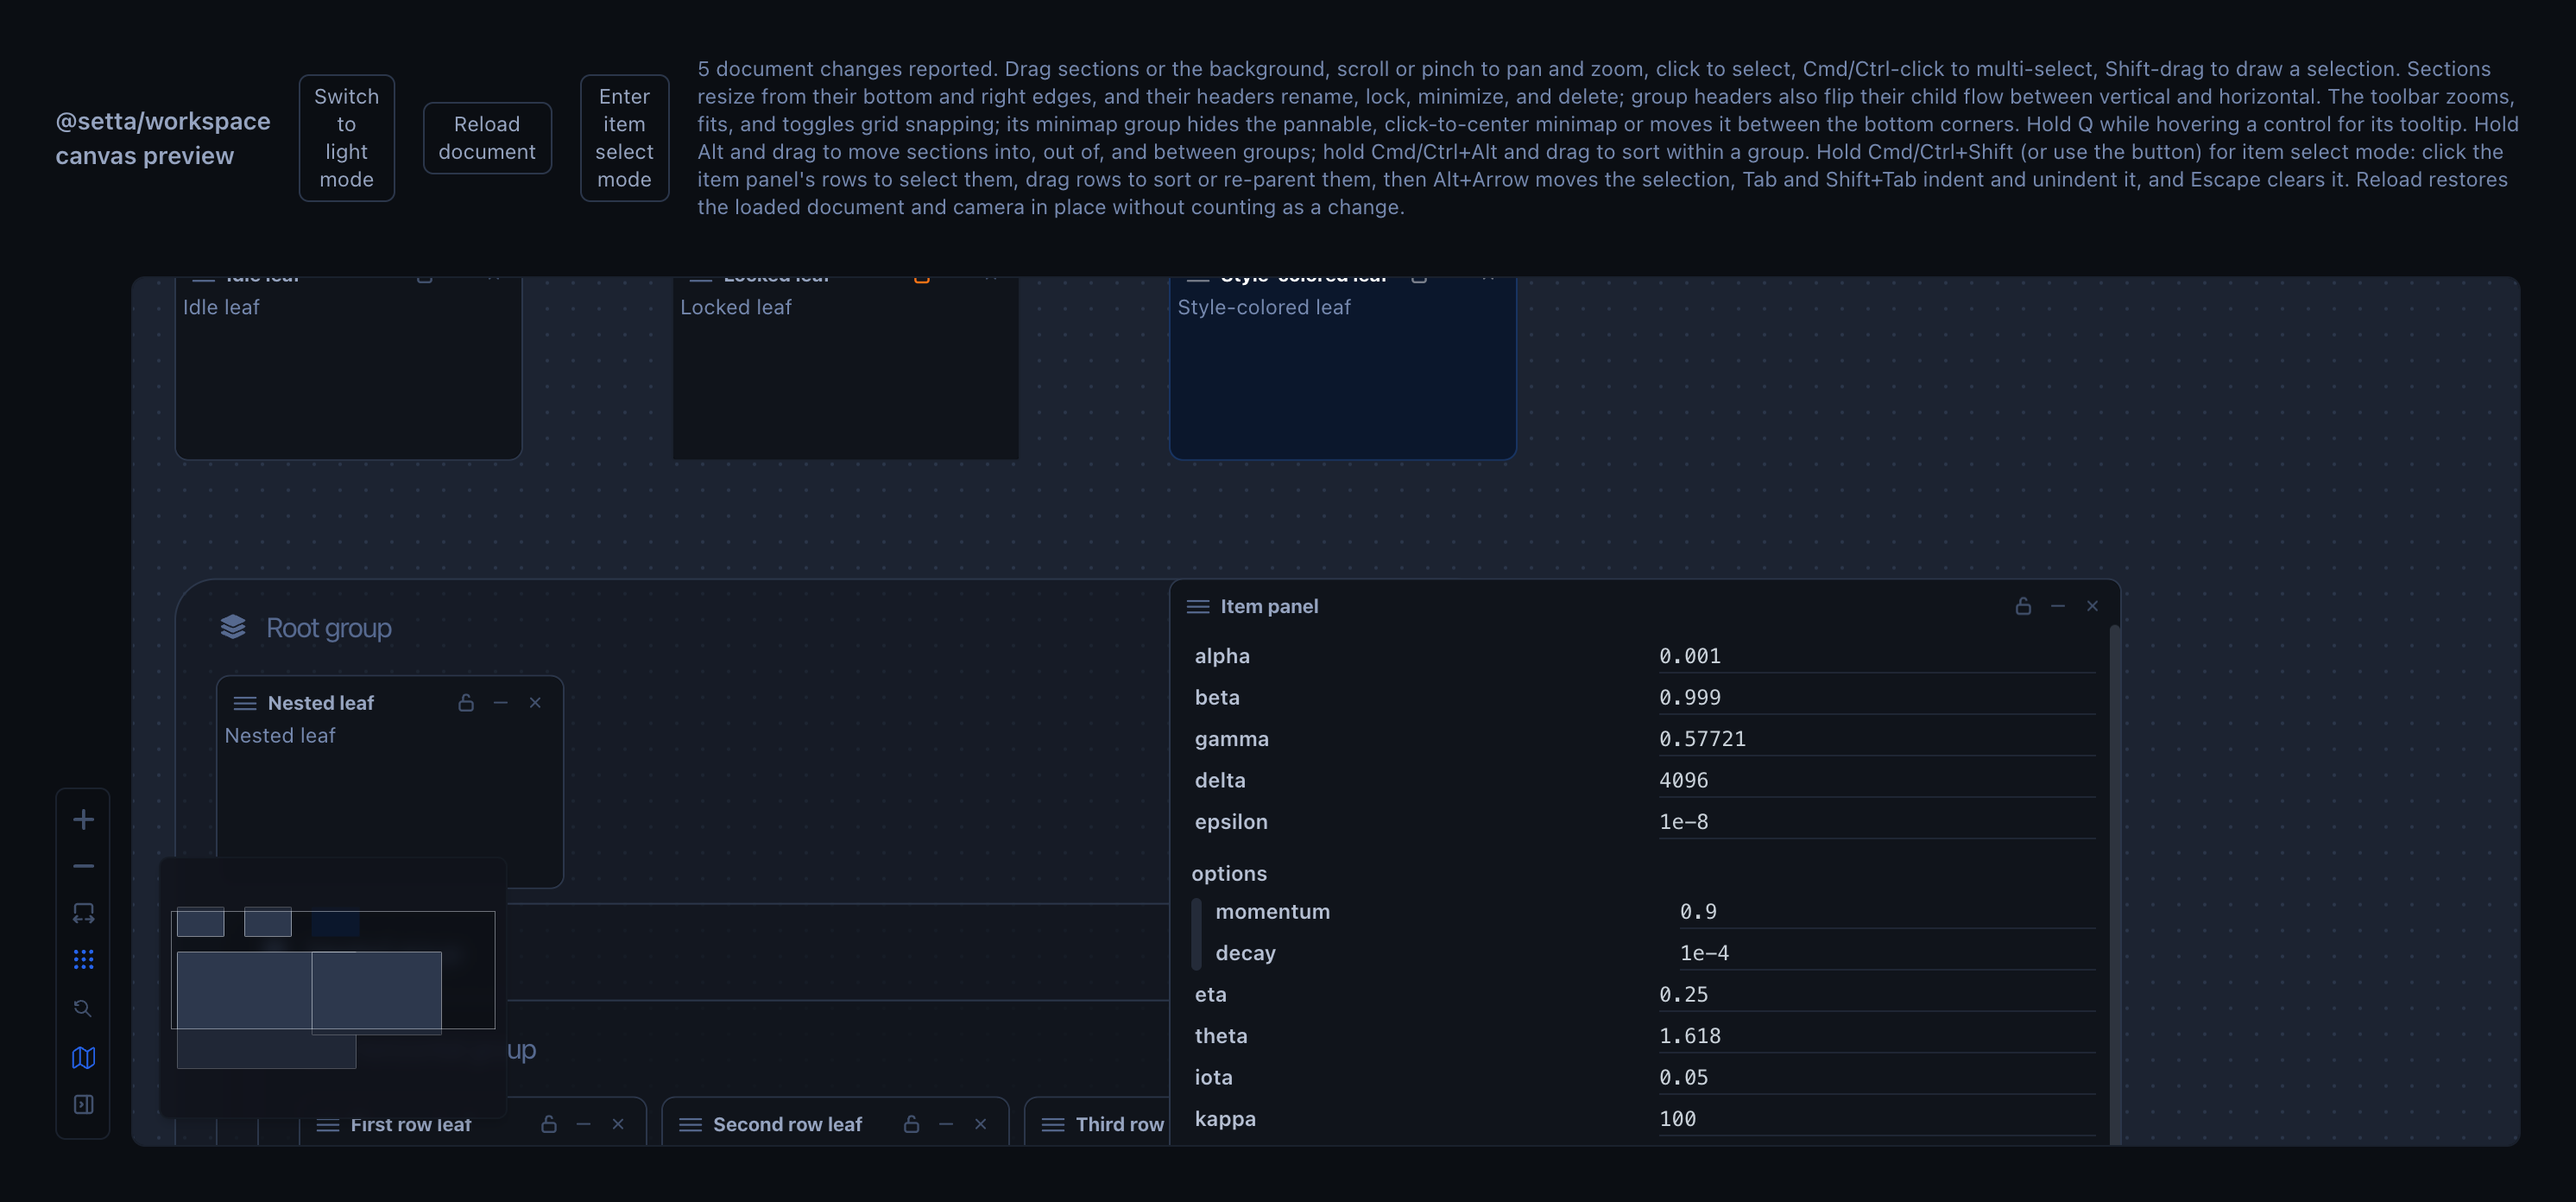 @setta/workspace
canvas preview
Switch
to
light
mode
Reload
document
Enter
item
select
mode
5 document changes reported. Drag sections or the background, scroll or pinch to pan and zoom, click to select, Cmd/Ctrl-click to multi-select, Shift-drag to draw a selection. Sections
resize from their bottom and right edges, and their headers rename, lock, minimize, and delete; group headers also flip their child flow between vertical and horizontal. The toolbar zooms,
fits, and toggles grid snapping; its minimap group hides the pannable, click-to-center minimap or moves it between the bottom corners. Hold Q while hovering a control for its tooltip. Hold
Alt and drag to move sections into, out of, and between groups; hold Cmd/Ctrl+Alt and drag to sort within a group. Hold Cmd/Ctrl+Shift (or use the button) for item select mode: click the
item panel's rows to select them, drag rows to sort or re-parent them, then Alt+Arrow moves the selection, Tab and Shift+Tab indent and unindent it, and Escape clears it. Reload restores
the loaded document and camera in place without counting as a change.
Idle leaf
Locked leaf
Style-colored leaf
Idle leaf
Locked leaf
Style-colored leaf
Root group
Nested leaf
Nested leaf
up
First row leaf
Second row leaf
Third row
Item panel
alpha 0.001
beta 0.999
gamma 0.57721
delta 4096
epsilon 1e-8
options
momentum 0.9
decay 1e-4
eta 0.25
theta 1.618
iota 0.05
kappa 100